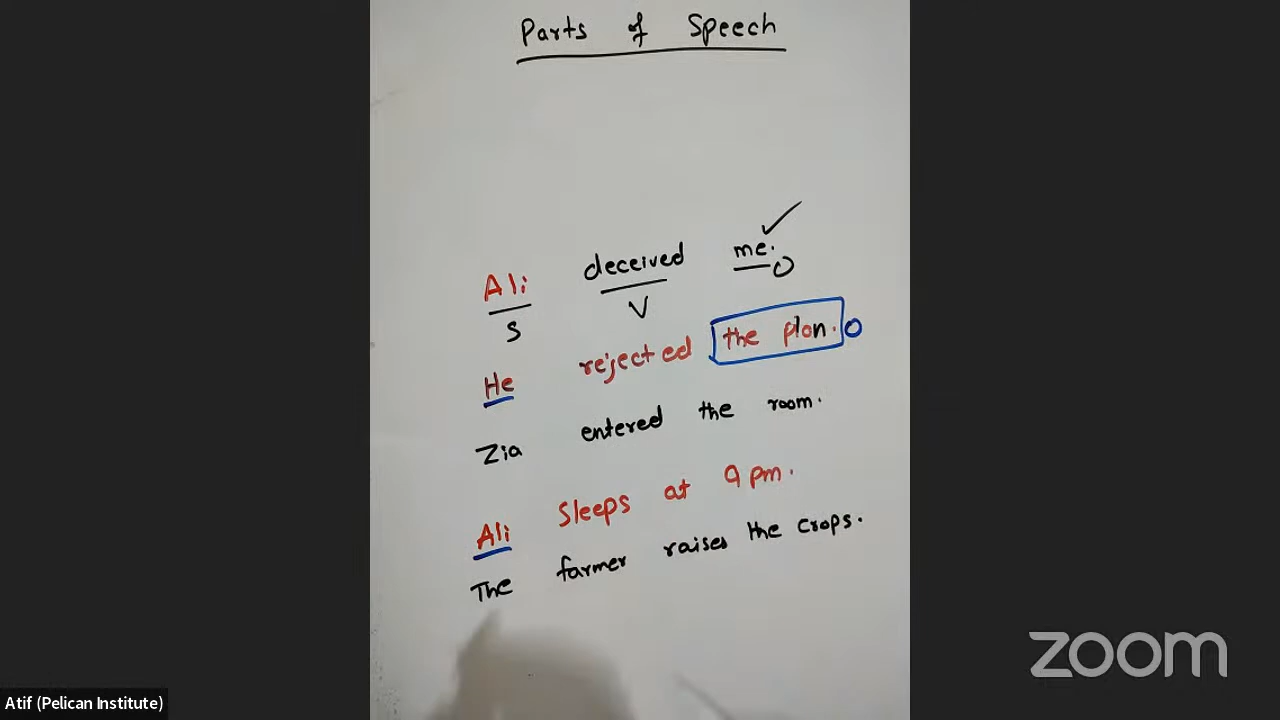 Parts of Speech
Ali deceived me.
S V O
He rejected the plan. O
Zia entered the room.
Ali Sleeps at 9 pm.
The farmer raises the crops.
zoom
Atif (Pelican Institute)